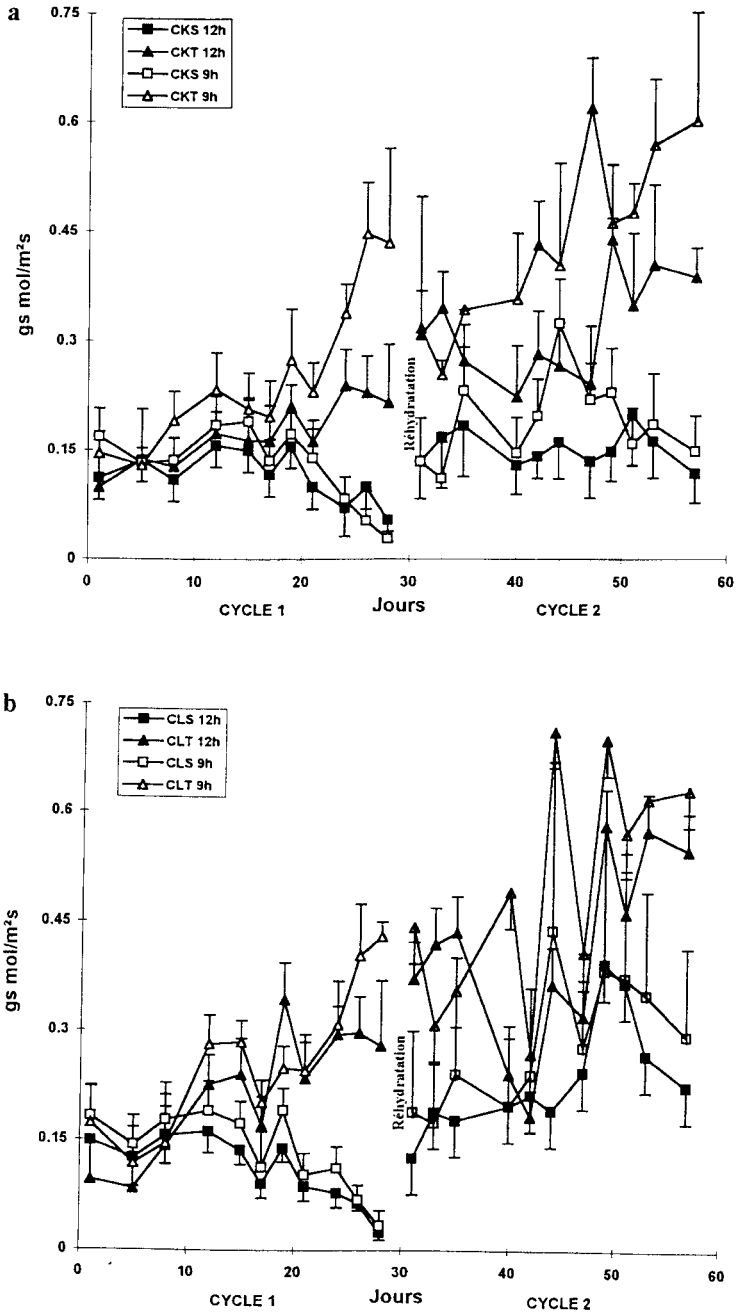 a
0.75
CKS 12h
CKT 12h
CKS 9h
CKT 9h
0.6
0.45
0.3
0.15
0
gs mol/m²s
Réhydratation
0 10 20 30 40 50 60
CYCLE 1 Jours CYCLE 2
b
0.75
CLS 12h
CLT 12h
CLS 9h
CLT 9h
0.6
0.45
0.3
0.15
0
gs mol/m²s
Réhydratation
0 10 20 30 40 50 60
CYCLE 1 Jours CYCLE 2